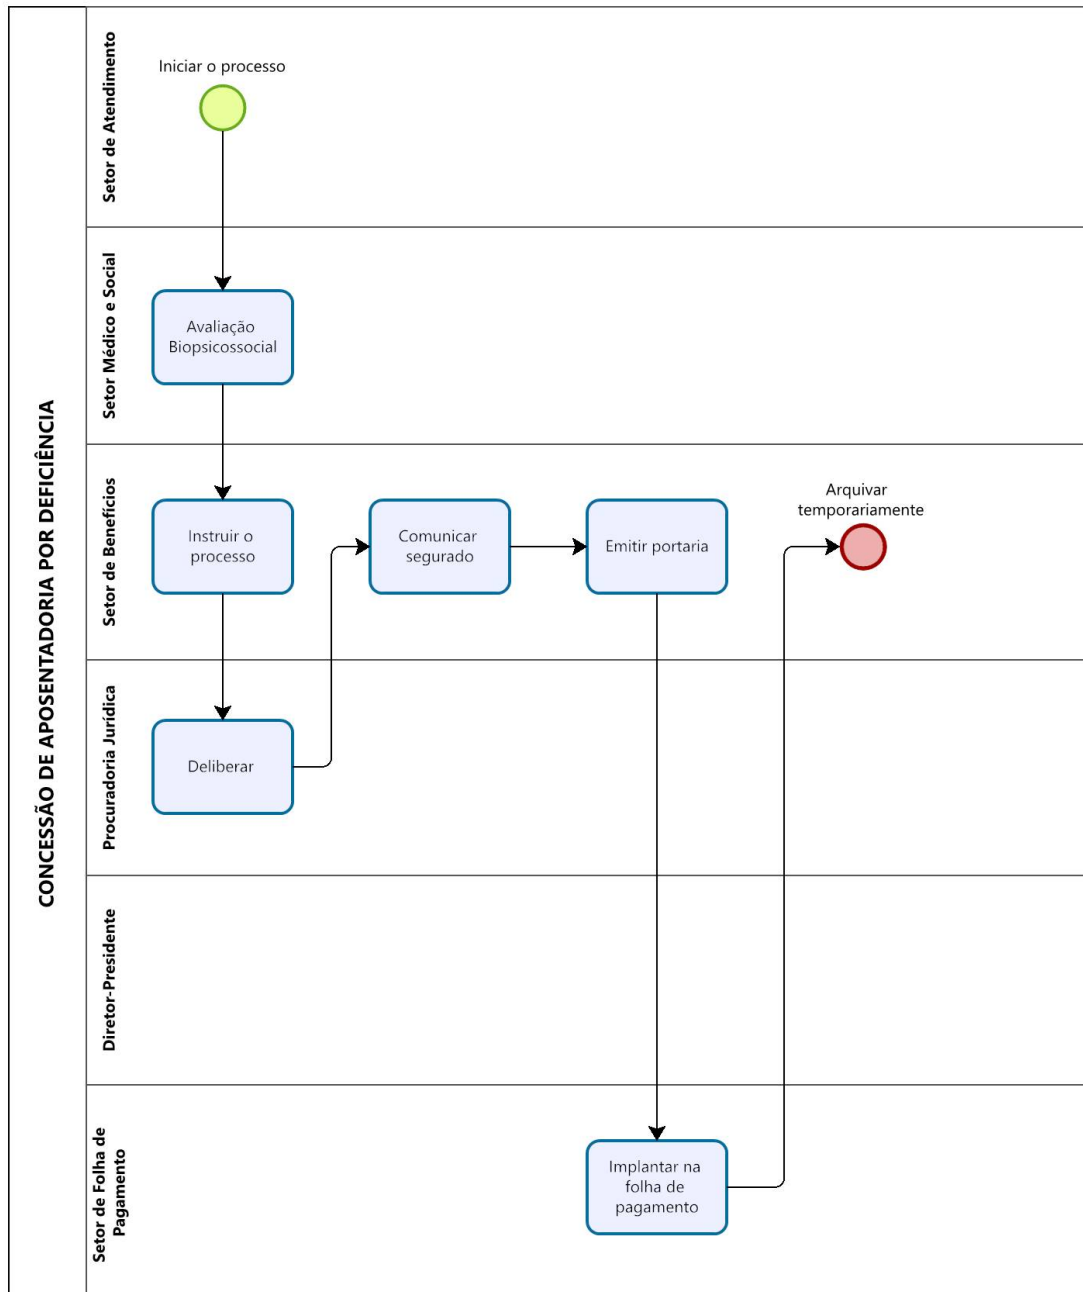 CONCESSÃO DE APOSENTADORIA POR DEFICIÊNCIA
Setor de Atendimento
Iniciar o processo
Setor Médico e Social
Avaliação
Biopsicossocial
Setor de Benefícios
Instruir o
processo
Comunicar
segurado
Emitir portaria
Arquivar
temporariamente
Procuradoria Jurídica
Deliberar
Diretor-Presidente
Setor de Folha de
Pagamento
Implantar na
folha de
pagamento